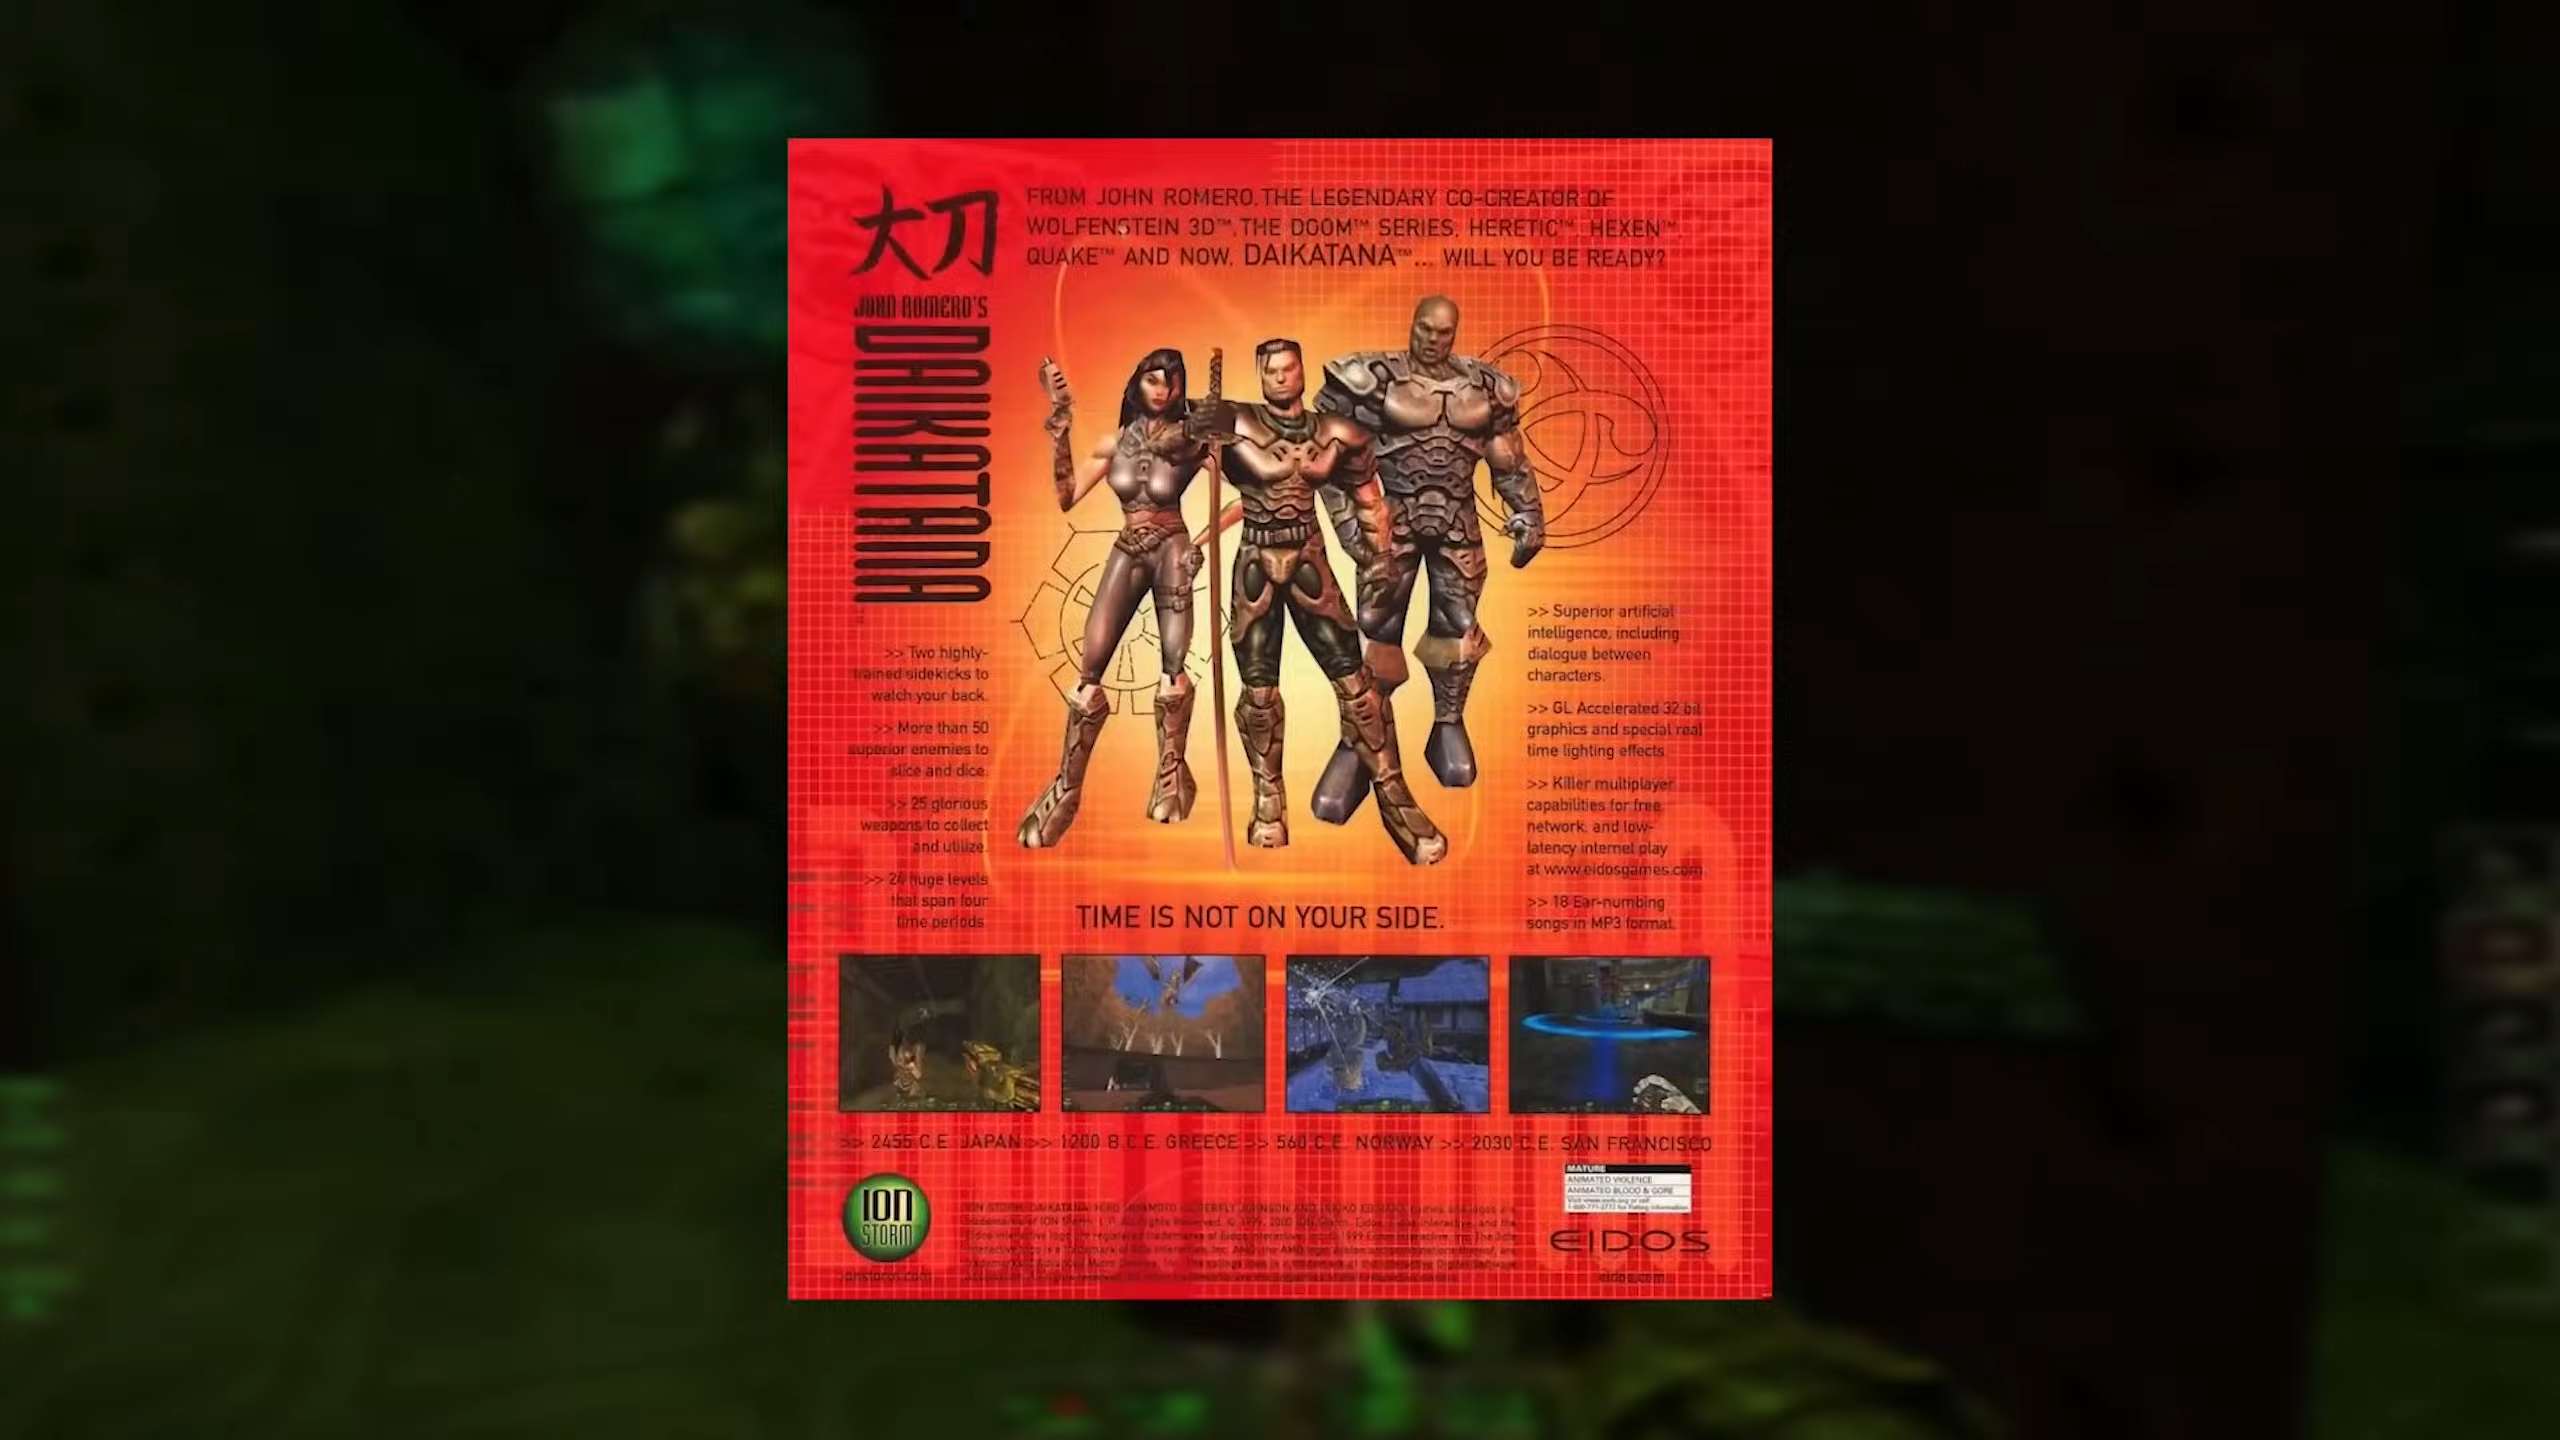 大刀
JOHN ROMERO'S
DAIKATANA
FROM JOHN ROMERO, THE LEGENDARY CO-CREATOR OF
WOLFENSTEIN 3D™, THE DOOM™ SERIES, HERETIC™, HEXEN™,
QUAKE™ AND NOW, DAIKATANA™... WILL YOU BE READY?
>> Two highly-
trained sidekicks to
watch your back.
>> More than 50
superior enemies to
slice and dice.
>> 25 glorious
weapons to collect
and utilize.
>> 24 huge levels
that span four
time periods
>> Superior artificial
intelligence, including
dialogue between
characters.
>> GL Accelerated 32 bit
graphics and special real
time lighting effects.
>> Killer multiplayer
capabilities for free,
network, and low-
latency internet play
at www.eidosgames.com.
>> 18 Ear-numbing
songs in MP3 format.
TIME IS NOT ON YOUR SIDE.
>> 2455 C.E. JAPAN >> 1200 B.C.E. GREECE >> 560 C.E. NORWAY >> 2030 C.E. SAN FRANCISCO
ION
STORM
ionstorm.com
MATURE
ANIMATED VIOLENCE
ANIMATED BLOOD & GORE
EIDOS
eidos.com